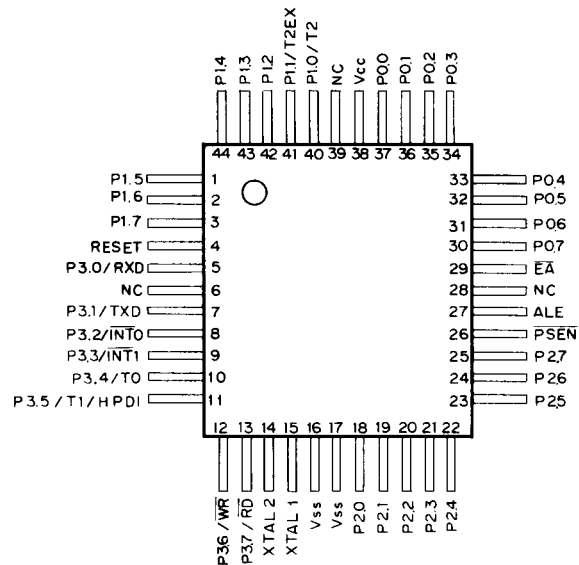 P1.4
P1.3
P1.2
P1.1/T2EX
P1.0/T2
NC
Vcc
P0.0
P0.1
P0.2
P0.3
44 43 42 41 40 39 38 37 36 35 34
P1.5 1
P1.6 2
P1.7 3
RESET 4
P3.0/RXD 5
NC 6
P3.1/TXD 7
P3.2/INT0 8
P3.3/INT1 9
P3.4/T0 10
P3.5/T1/HPDI 11
33 P0.4
32 P0.5
31 P0.6
30 P0.7
29 EA
28 NC
27 ALE
26 PSEN
25 P2.7
24 P2.6
23 P2.5
12 13 14 15 16 17 18 19 20 21 22
P3.6/WR
P3.7/RD
XTAL 2
XTAL 1
Vss
Vss
P2.0
P2.1
P2.2
P2.3
P2.4